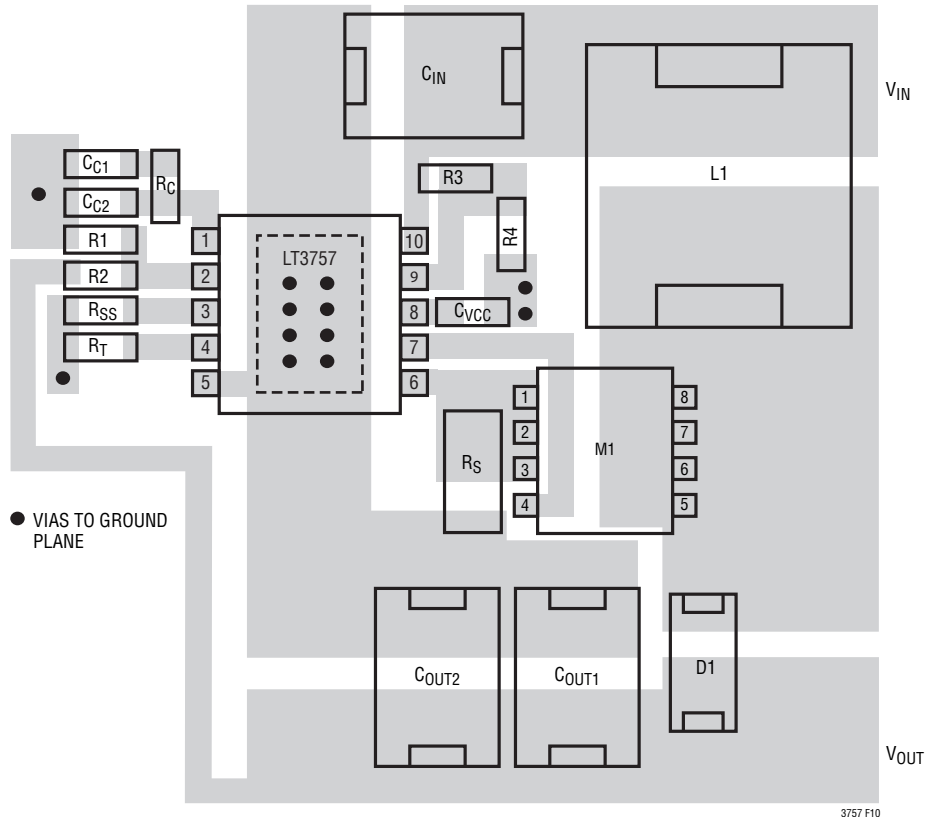 CIN
VIN
L1
CC1
RC
R3
CC2
R4
R1
1
10
LT3757
R2
2
9
RSS
3
8
CVCC
RT
4
7
5
6
1
8
RS
2
M1
7
3
6
4
5
VIAS TO GROUND
PLANE
COUT2
COUT1
D1
VOUT
3757 F10